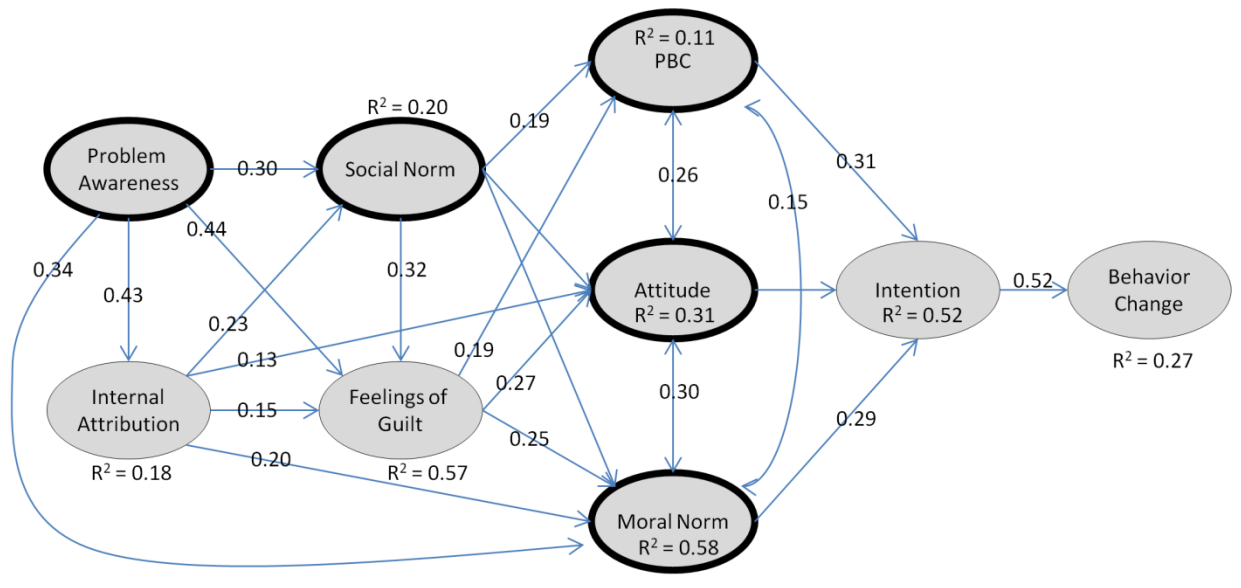 R² = 0.11
PBC
R² = 0.20
0.19
Problem
Awareness
0.30
Social Norm
0.31
0.26
0.15
0.44
0.34
0.43
0.32
0.52
Attitude
R² = 0.31
Intention
R² = 0.52
Behavior
Change
0.23
0.13
0.19
R² = 0.27
0.27
0.30
Internal
Attribution
0.15
Feelings of
Guilt
0.25
0.29
0.20
R² = 0.18
R² = 0.57
Moral Norm
R² = 0.58